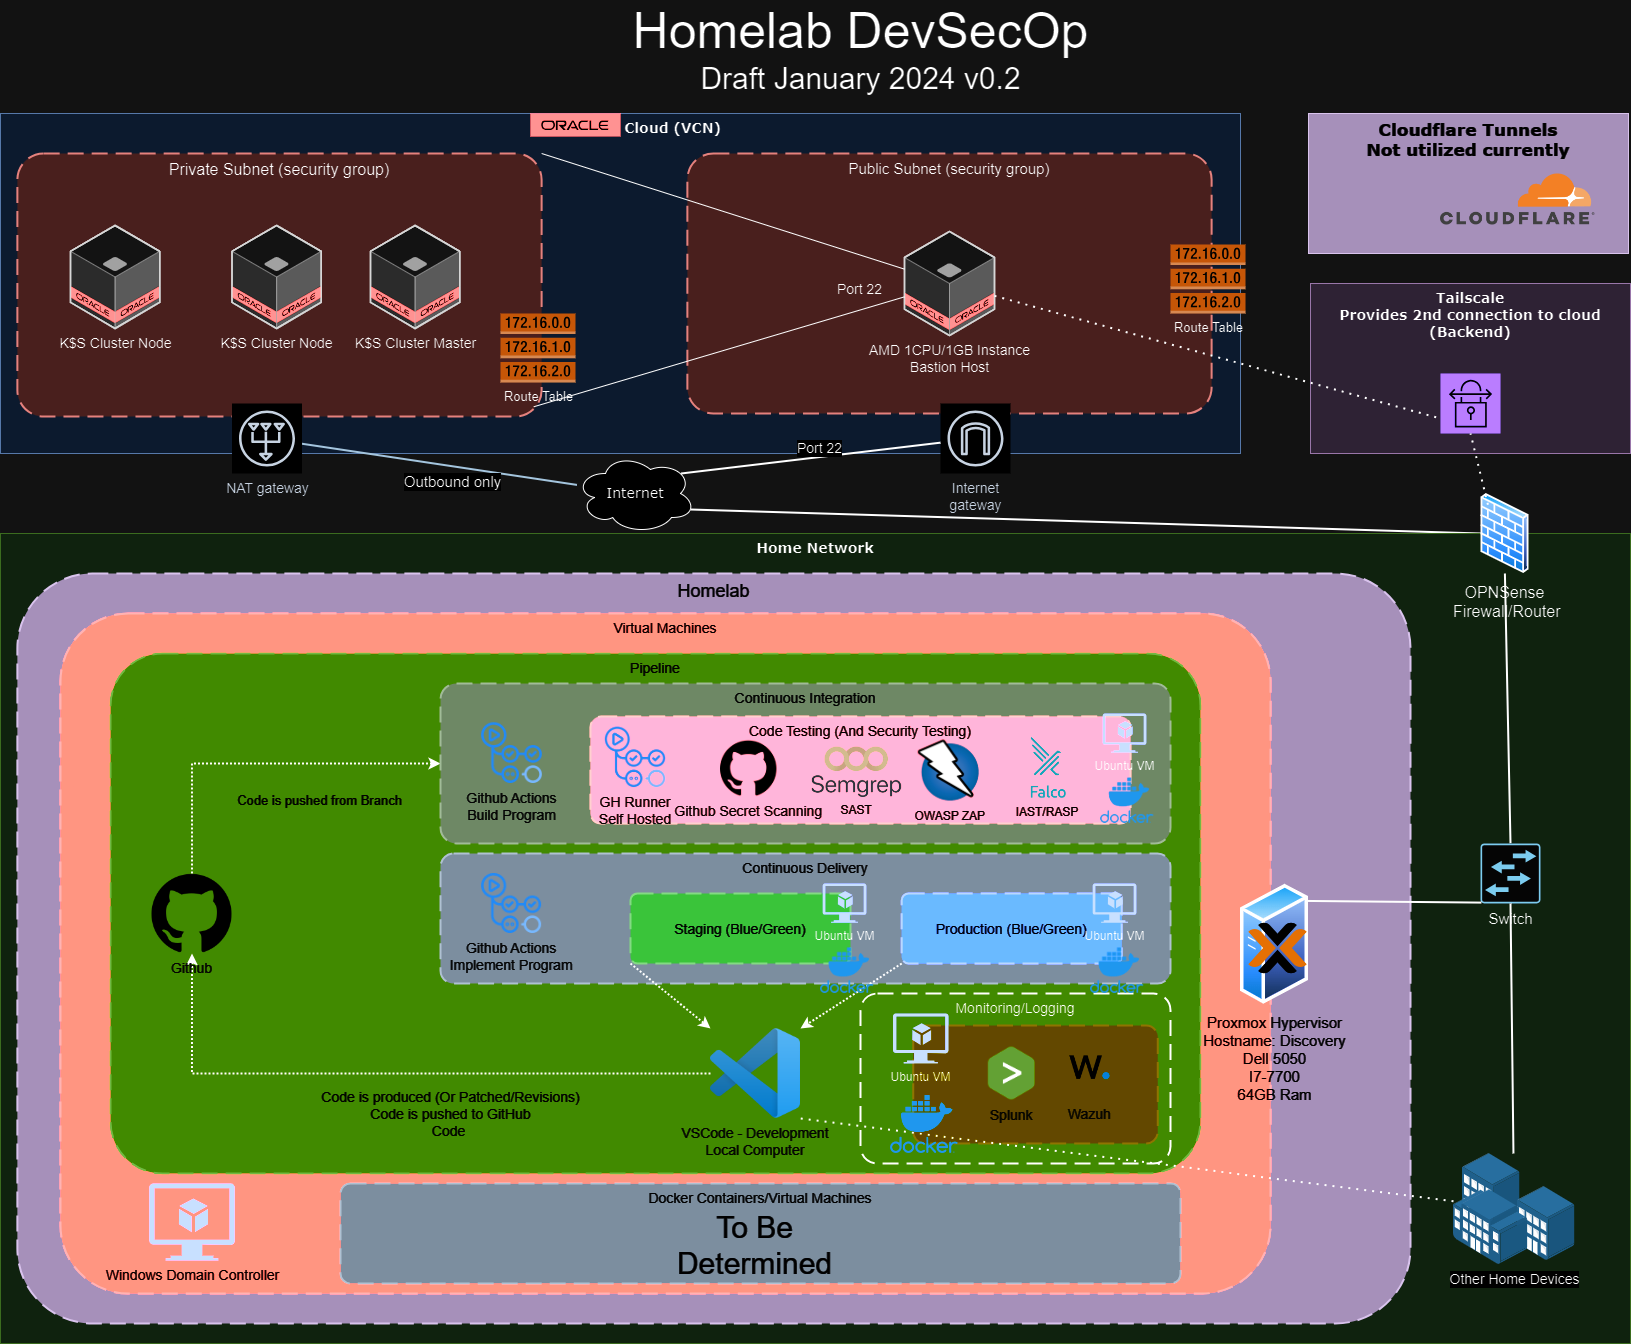 Homelab DevSecOp
Draft January 2024 v0.2
ORACLE Cloud (VCN)
Private Subnet (security group)
ORACLE ORACLE
K$S Cluster Node
ORACLE ORACLE
K$S Cluster Node
ORACLE ORACLE
K$S Cluster Master
172.16.0.0
172.16.1.0
172.16.2.0
Route Table
Public Subnet (security group)
Port 22
ORACLE ORACLE
AMD 1CPU/1GB Instance
Bastion Host
172.16.0.0
172.16.1.0
172.16.2.0
Route Table
Cloudflare Tunnels
Not utilized currently
CLOUDFLARE
Tailscale
Provides 2nd connection to cloud
(Backend)
NAT gateway
Outbound only
Internet
Port 22
Internet
gateway
OPNSense
Firewall/Router
Home Network
Homelab
Virtual Machines
Pipeline
Continuous Integration
Github Actions
Build Program
Code Testing (And Security Testing)
GH Runner
Self Hosted
Github Secret Scanning
Semgrep
SAST
OWASP ZAP
Falco
IAST/RASP
Ubuntu VM
docker
Code is pushed from Branch
Github
Continuous Delivery
Github Actions
Implement Program
Staging (Blue/Green)
Ubuntu VM
docker
Production (Blue/Green)
Ubuntu VM
docker
Monitoring/Logging
Ubuntu VM
docker
Splunk
W.
Wazuh
Code is produced (Or Patched/Revisions)
Code is pushed to GitHub
Code
VSCode - Development
Local Computer
Proxmox Hypervisor
Hostname: Discovery
Dell 5050
I7-7700
64GB Ram
Switch
Windows Domain Controller
Docker Containers/Virtual Machines
To Be
Determined
Other Home Devices